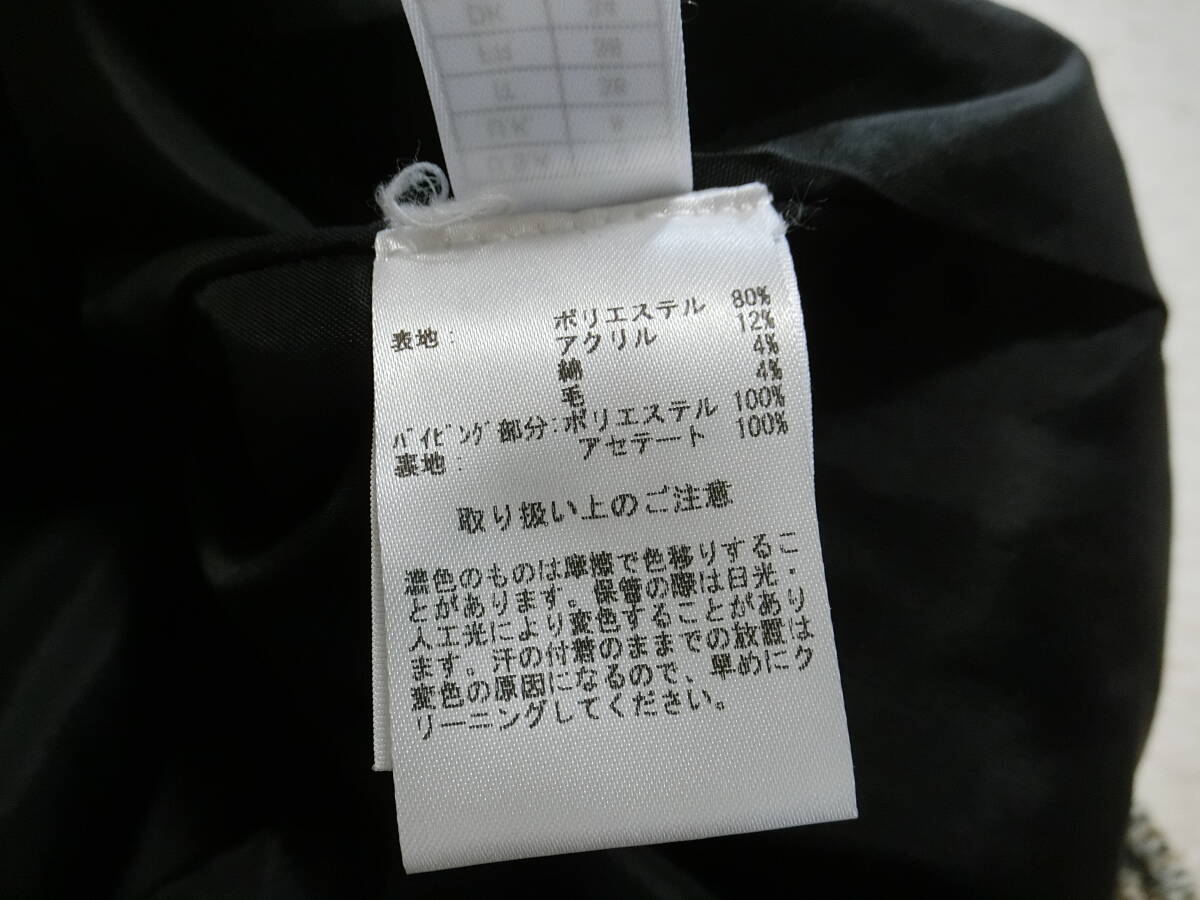 表地: ポリエステル 80%
アクリル 12%
綿 4%
毛 4%
ﾊﾟｲﾋﾟﾝｸﾞ部分:ポリエステル 100%
表地: アセテート 100%
取り扱い上のご注意
濃色のものは摩擦で色移りするこ
とがあります。保管の際は日光・
人工光により変色することがあり
ます。汗の付着のままでの放置は
変色の原因になるので、早めにク
リーニングしてください。